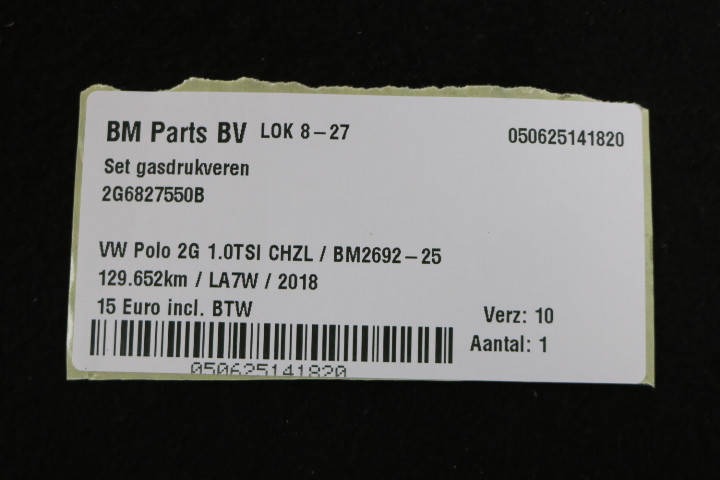 BM Parts BV LOK 8-27 050625141820
Set gasdrukveren
2G6827550B
VW Polo 2G 1.0TSI CHZL / BM2692-25
129.652km / LA7W / 2018
15 Euro incl. BTW
Verz: 10
Aantal: 1
050625141820